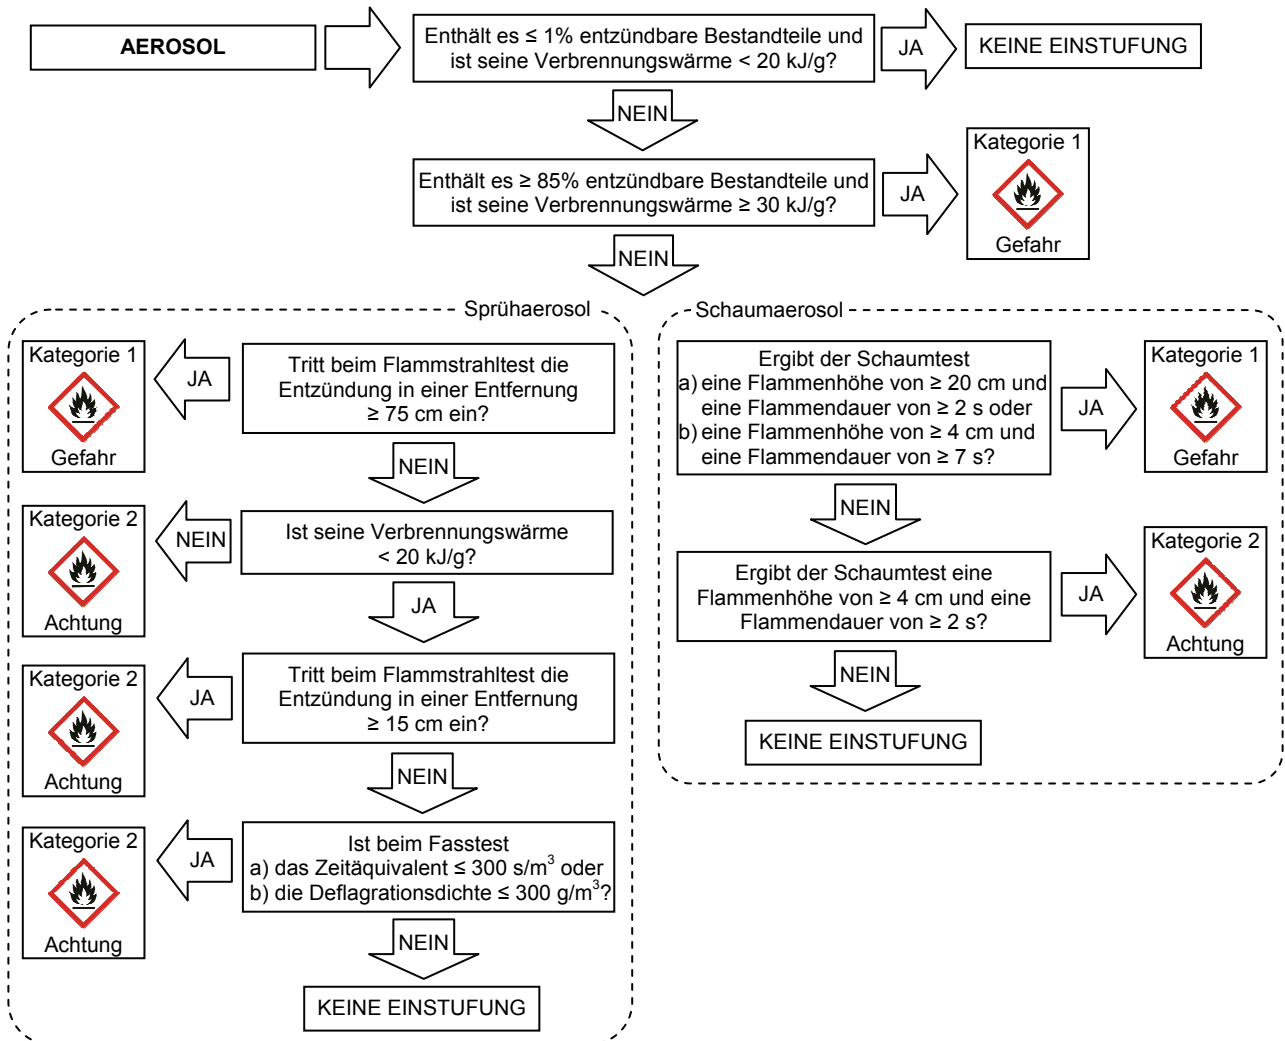 AEROSOL
Enthält es ≤ 1% entzündbare Bestandteile und
ist seine Verbrennungswärme < 20 kJ/g?
JA
KEINE EINSTUFUNG
NEIN
Enthält es ≥ 85% entzündbare Bestandteile und
ist seine Verbrennungswärme ≥ 30 kJ/g?
JA
Kategorie 1
Gefahr
NEIN
Sprühaerosol
Kategorie 1
Gefahr
JA
Tritt beim Flammstrahltest die
Entzündung in einer Entfernung
≥ 75 cm ein?
NEIN
Kategorie 2
Achtung
NEIN
Ist seine Verbrennungswärme
< 20 kJ/g?
JA
Kategorie 2
Achtung
JA
Tritt beim Flammstrahltest die
Entzündung in einer Entfernung
≥ 15 cm ein?
NEIN
Kategorie 2
Achtung
JA
Ist beim Fasstest
a) das Zeitäquivalent ≤ 300 s/m³ oder
b) die Deflagrationsdichte ≤ 300 g/m³?
NEIN
KEINE EINSTUFUNG
Schaumaerosol
Ergibt der Schaumtest
a) eine Flammenhöhe von ≥ 20 cm und
eine Flammendauer von ≥ 2 s oder
b) eine Flammenhöhe von ≥ 4 cm und
eine Flammendauer von ≥ 7 s?
JA
Kategorie 1
Gefahr
NEIN
Ergibt der Schaumtest eine
Flammenhöhe von ≥ 4 cm und eine
Flammendauer von ≥ 2 s?
JA
Kategorie 2
Achtung
NEIN
KEINE EINSTUFUNG